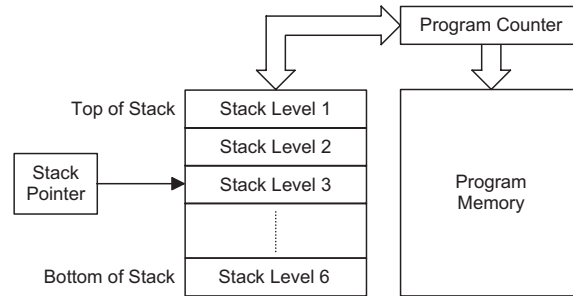 Program Counter
Top of Stack
Stack Level 1
Stack Level 2
Stack
Pointer
Stack Level 3
Program
Memory
Bottom of Stack
Stack Level 6